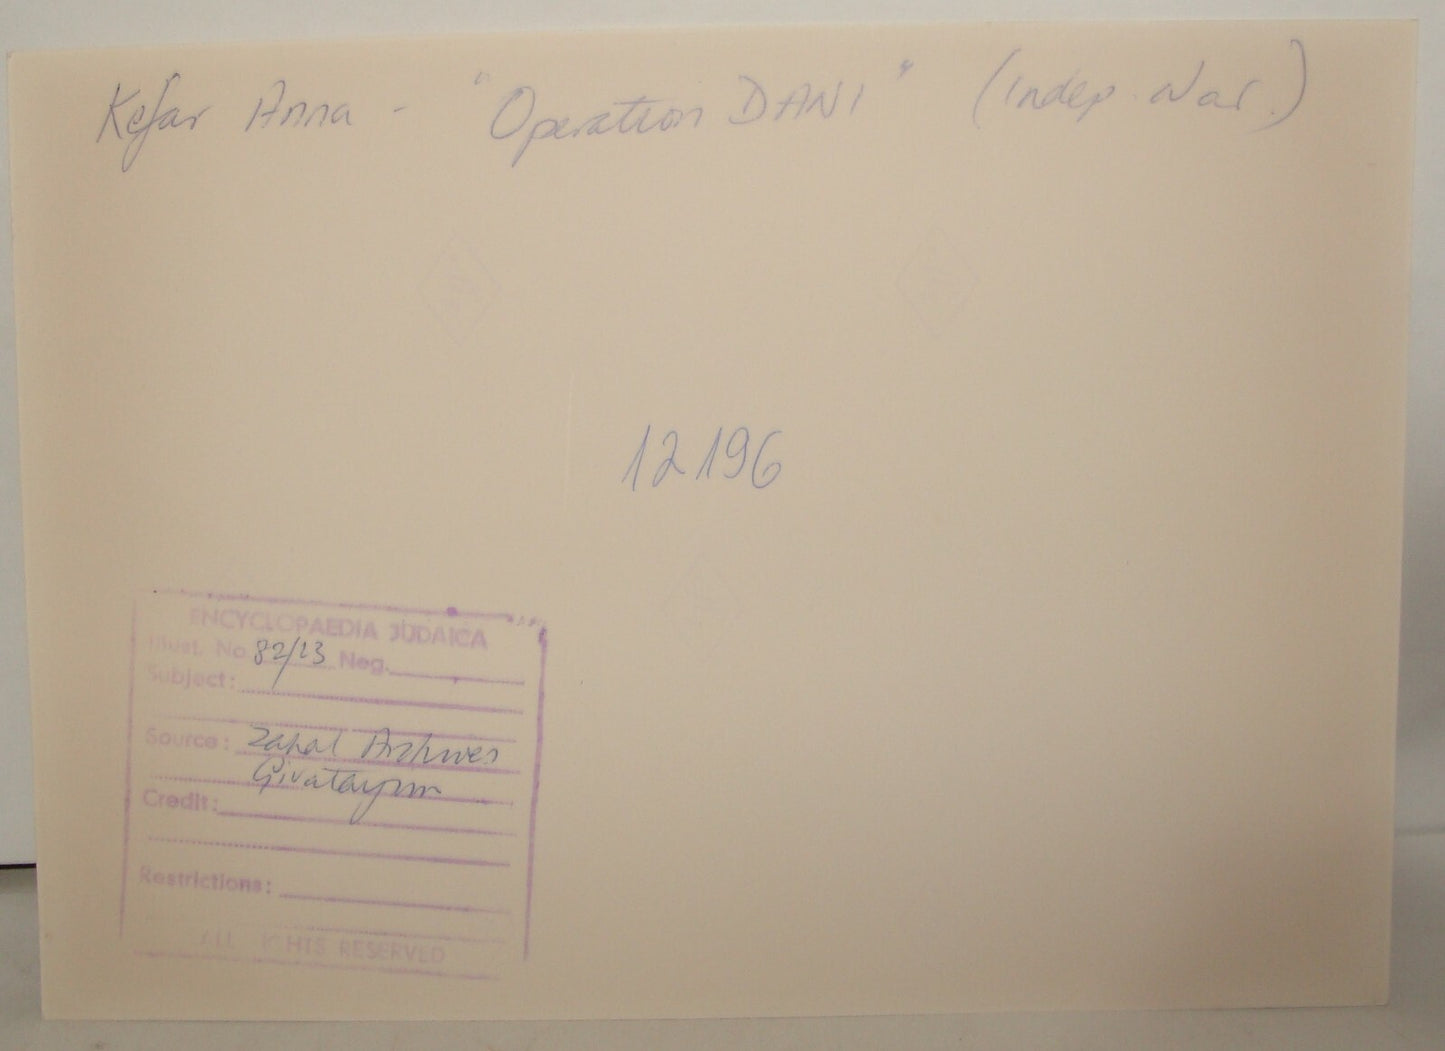 Kefar Anna - "Operation DANI" (Indep. War.)
12196
ENCYCLOPAEDIA JUDAICA
Illust. No 82/13 Neg.
Subject:
Source: Zahal Archives
Givatayim
Credit:
Restrictions:
ALL RIGHTS RESERVED